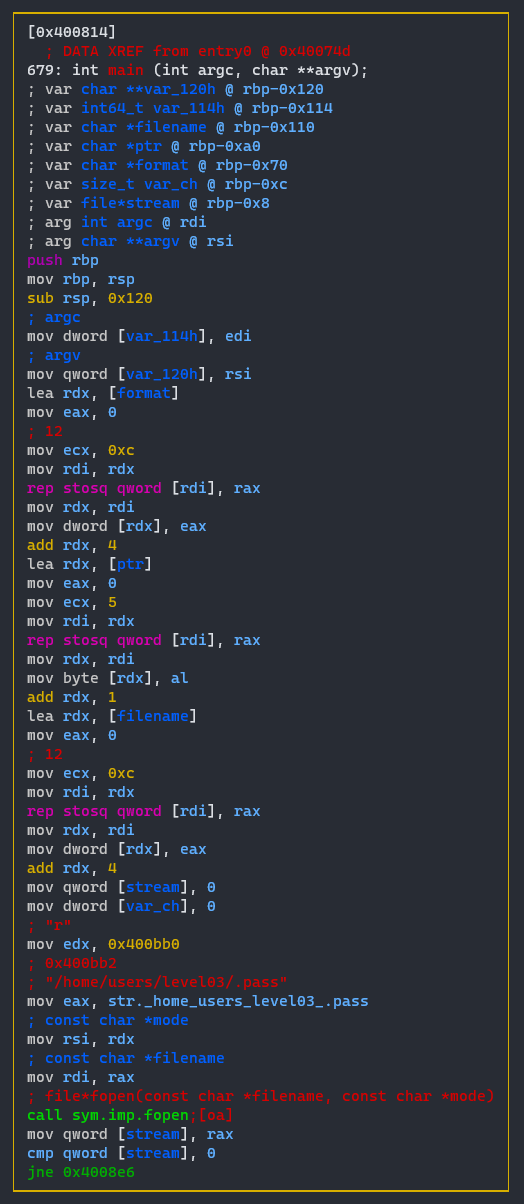 [0x400814]
; DATA XREF from entry0 @ 0x40074d
679: int main (int argc, char **argv);
; var char **var_120h @ rbp-0x120
; var int64_t var_114h @ rbp-0x114
; var char *filename @ rbp-0x110
; var char *ptr @ rbp-0xa0
; var char *format @ rbp-0x70
; var size_t var_ch @ rbp-0xc
; var file*stream @ rbp-0x8
; arg int argc @ rdi
; arg char **argv @ rsi
push rbp
mov rbp, rsp
sub rsp, 0x120
; argc
mov dword [var_114h], edi
; argv
mov qword [var_120h], rsi
lea rdx, [format]
mov eax, 0
; 12
mov ecx, 0xc
mov rdi, rdx
rep stosq qword [rdi], rax
mov rdx, rdi
mov dword [rdx], eax
add rdx, 4
lea rdx, [ptr]
mov eax, 0
mov ecx, 5
mov rdi, rdx
rep stosq qword [rdi], rax
mov rdx, rdi
mov byte [rdx], al
add rdx, 1
lea rdx, [filename]
mov eax, 0
; 12
mov ecx, 0xc
mov rdi, rdx
rep stosq qword [rdi], rax
mov rdx, rdi
mov dword [rdx], eax
add rdx, 4
mov qword [stream], 0
mov dword [var_ch], 0
; "r"
mov edx, 0x400bb0
; 0x400bb2
; "/home/users/level03/.pass"
mov eax, str._home_users_level03_.pass
; const char *mode
mov rsi, rdx
; const char *filename
mov rdi, rax
; file*fopen(const char *filename, const char *mode)
call sym.imp.fopen;[oa]
mov qword [stream], rax
cmp qword [stream], 0
jne 0x4008e6